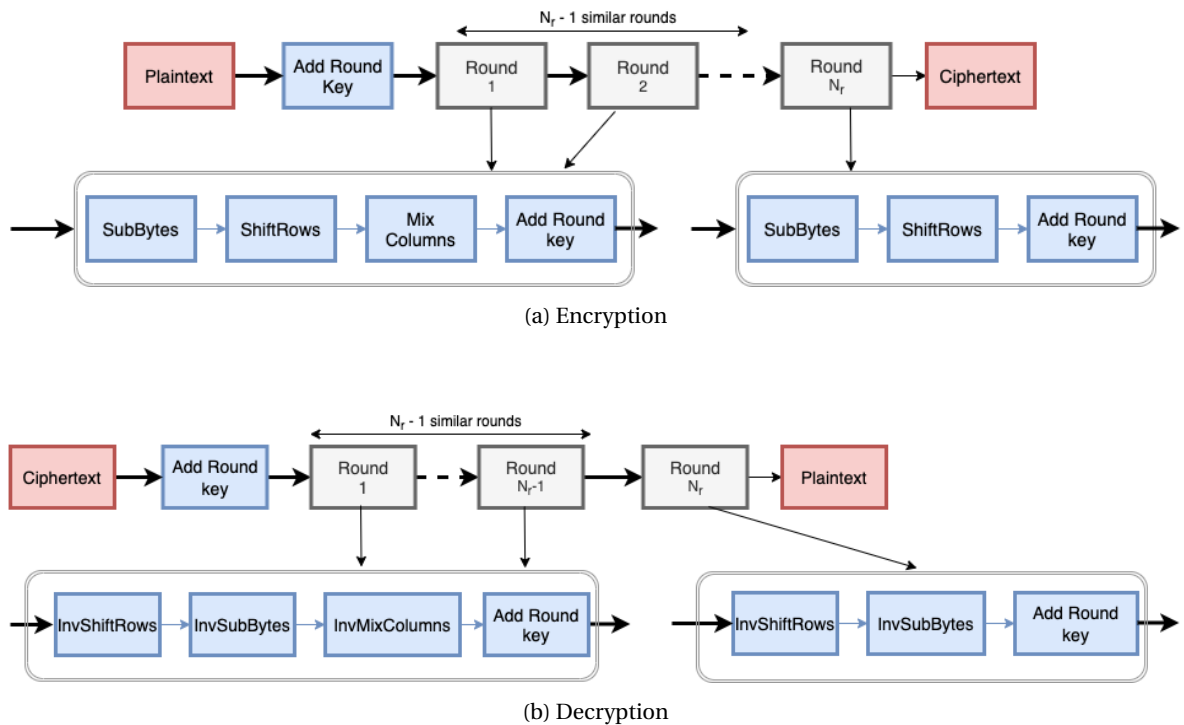 N_r - 1 similar rounds
Plaintext
Add Round
Key
Round
1
Round
2
Round
N_r
Ciphertext
SubBytes
ShiftRows
Mix
Columns
Add Round
key
SubBytes
ShiftRows
Add Round
key
(a) Encryption
N_r - 1 similar rounds
Ciphertext
Add Round
key
Round
1
Round
N_r-1
Round
N_r
Plaintext
InvShiftRows
InvSubBytes
InvMixColumns
Add Round
key
InvShiftRows
InvSubBytes
Add Round
key
(b) Decryption